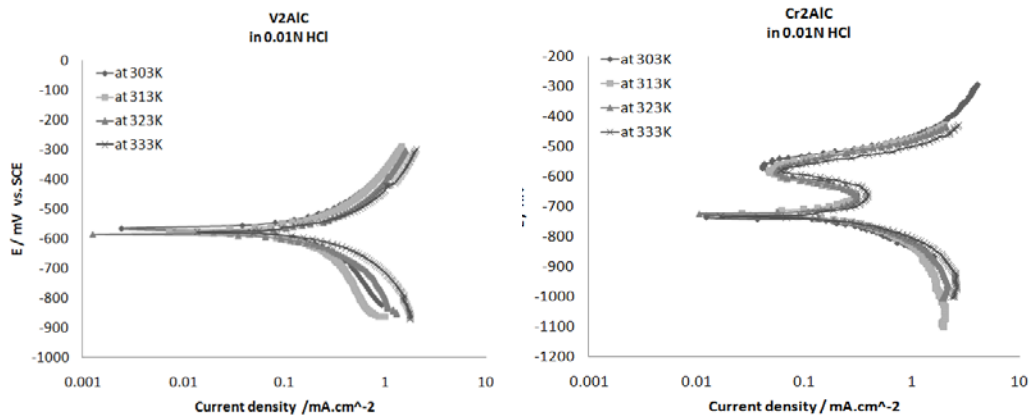 V2AlC
in 0.01N HCl
0
-100
-200
-300
-400
-500
-600
-700
-800
-900
-1000
E / mV vs. SCE
at 303K
at 313K
at 323K
at 333K
0.001
0.01
0.1
1
10
Current density /mA.cm^-2
Cr2AlC
in 0.01N HCl
-200
-300
-400
-500
-600
-700
-800
-900
-1000
-1100
-1200
at 303K
at 313K
at 323K
at 333K
0.001
0.01
0.1
1
10
Current density /mA.cm^-2